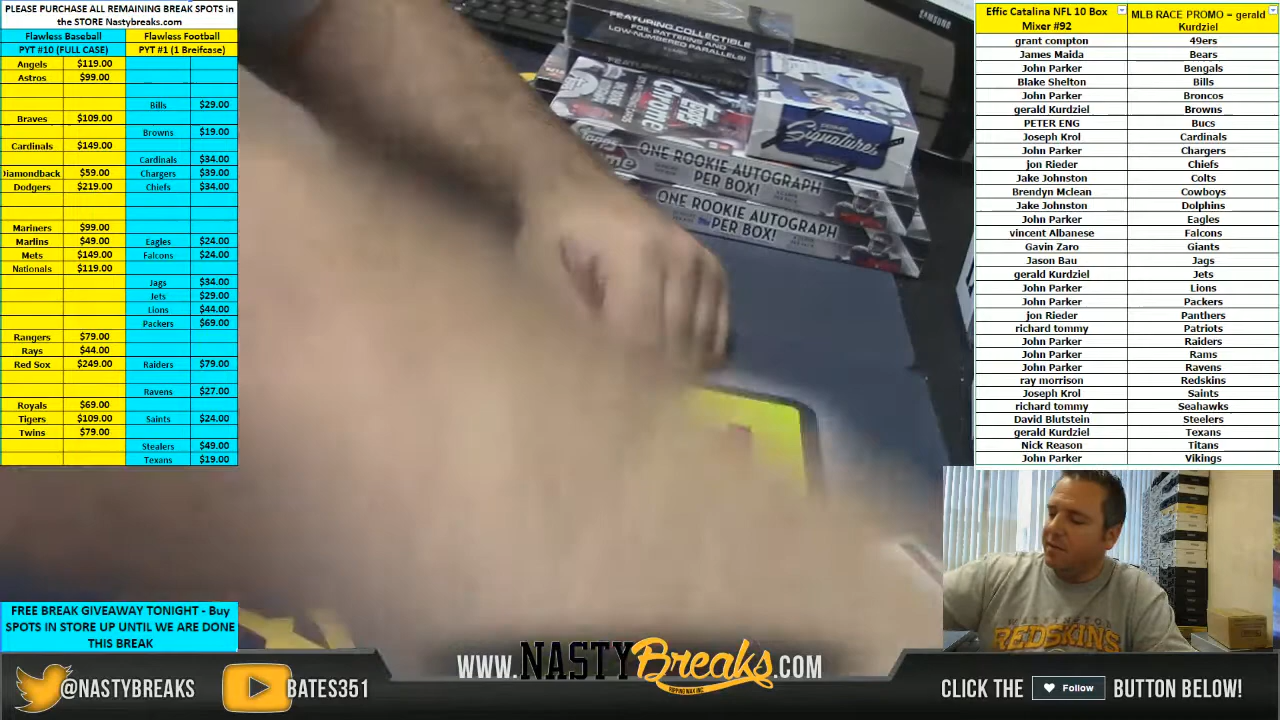 PLEASE PURCHASE ALL REMAINING BREAK SPOTS in
the STORE Nastybreaks.com
Flawless Baseball Flawless Football
PYT #10 (FULL CASE) PYT #1 (1 Breifcase)
Angels $119.00
Astros $99.00
Bills $29.00
Braves $109.00
Browns $19.00
Cardinals $149.00
Cardinals $34.00
Diamondback $59.00 Chargers $39.00
Dodgers $219.00 Chiefs $34.00
Mariners $99.00
Marlins $49.00 Eagles $24.00
Mets $149.00 Falcons $24.00
Nationals $119.00
Jags $34.00
Jets $29.00
Lions $44.00
Packers $69.00
Rangers $79.00
Rays $44.00
Red Sox $249.00 Raiders $79.00
Ravens $27.00
Royals $69.00
Tigers $109.00 Saints $24.00
Twins $79.00
Stealers $49.00
Texans $19.00
FREE BREAK GIVEAWAY TONIGHT - Buy
SPOTS IN STORE UP UNTIL WE ARE DONE
THIS BREAK
SAMSUNG
FEATURING COLLECTIBLE
FOIL PATTERNS AND
LOW-NUMBERED PARALLELS!
Chrome
Topps
Signatures
ONE ROOKIE AUTOGRAPH
PER BOX!
ONE ROOKIE AUTOGRAPH
PER BOX!
Effic Catalina NFL 10 Box
Mixer #92
MLB RACE PROMO = gerald
Kurdziel
grant compton 49ers
James Maida Bears
John Parker Bengals
Blake Shelton Bills
John Parker Broncos
gerald Kurdziel Browns
PETER ENG Bucs
Joseph Krol Cardinals
John Parker Chargers
jon Rieder Chiefs
Jake Johnston Colts
Brendyn Mclean Cowboys
Jake Johnston Dolphins
John Parker Eagles
vincent Albanese Falcons
Gavin Zaro Giants
Jason Bau Jags
gerald Kurdziel Jets
John Parker Lions
John Parker Packers
jon Rieder Panthers
richard tommy Patriots
John Parker Raiders
John Parker Rams
John Parker Ravens
ray morrison Redskins
Joseph Krol Saints
richard tommy Seahawks
David Blutstein Steelers
gerald Kurdziel Texans
Nick Reason Titans
John Parker Vikings
REDSKINS
@NASTYBREAKS
BATES351
WWW.NASTYBreaks.COM
RIPPING WAX INC
CLICK THE Follow BUTTON BELOW!